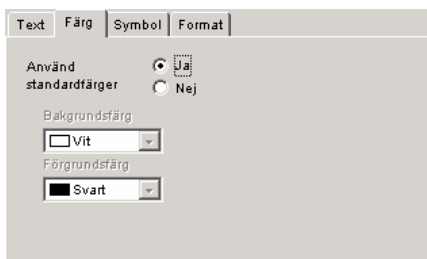 Text Färg Symbol Format
Använd
standardfärger
Ja
Nej
Bakgrundsfärg
Vit
Förgrundsfärg
Svart